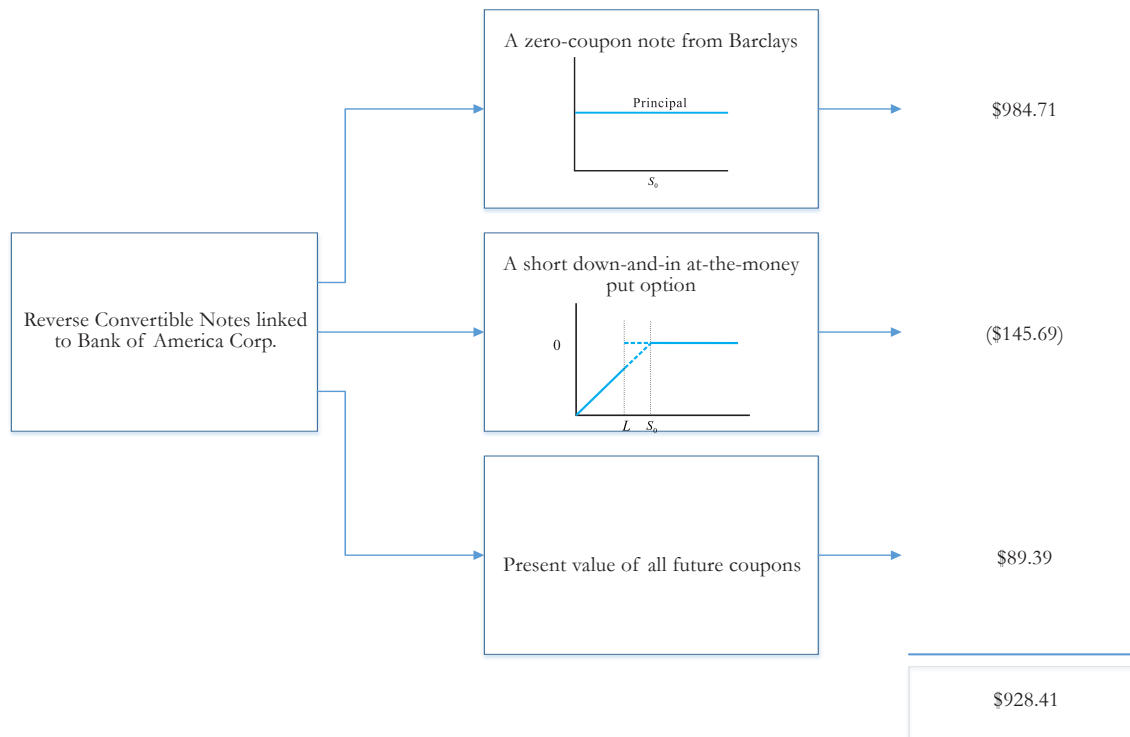 A zero-coupon note from Barclays
Principal
S₀
$984.71
Reverse Convertible Notes linked
to Bank of America Corp.
A short down-and-in at-the-money
put option
0
L S₀
($145.69)
Present value of all future coupons
$89.39
$928.41